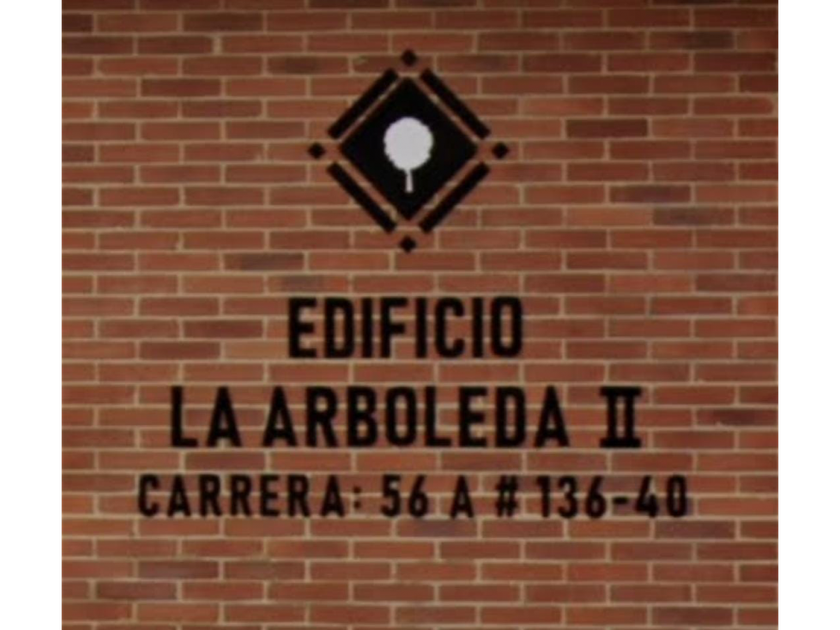 EDIFICIO
LA ARBOLEDA II
CARRERA: 56 A # 136-40